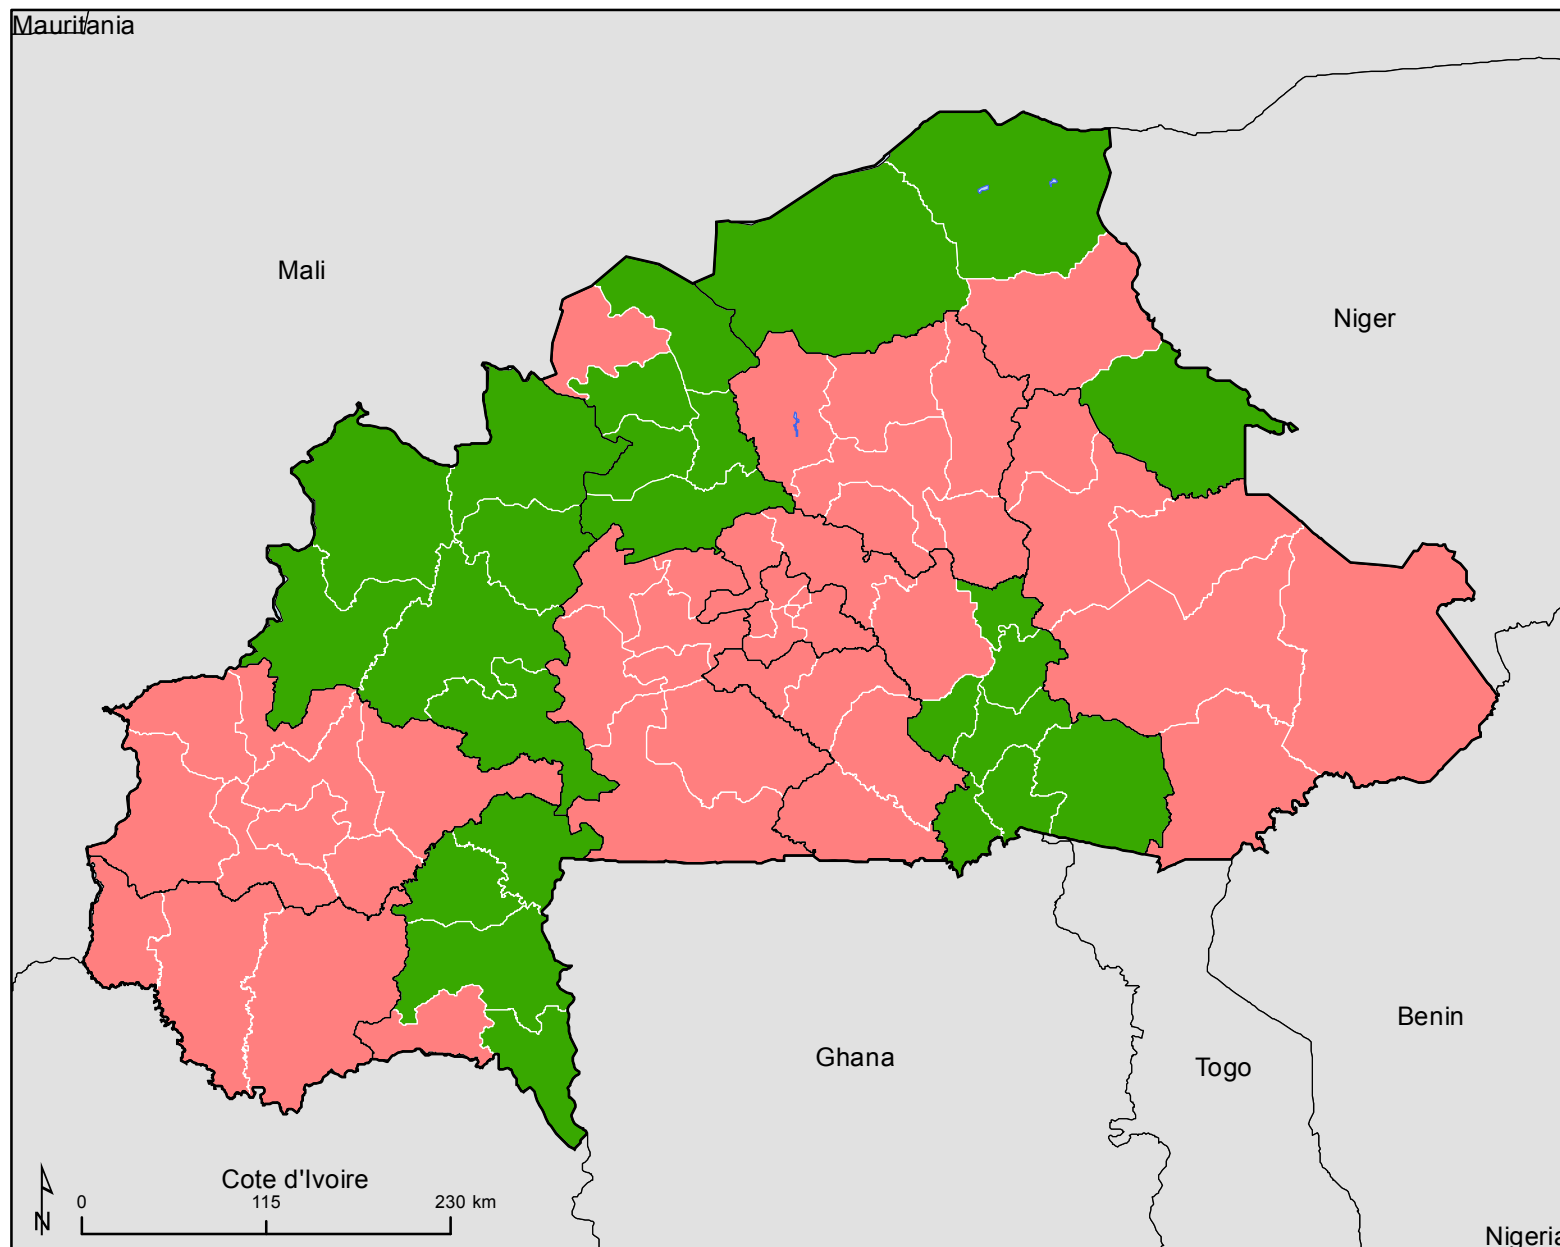 Mauritania
Mali
Niger
Benin
Ghana
Togo
Cote d'Ivoire
0 115 230 km
N
Nigeria